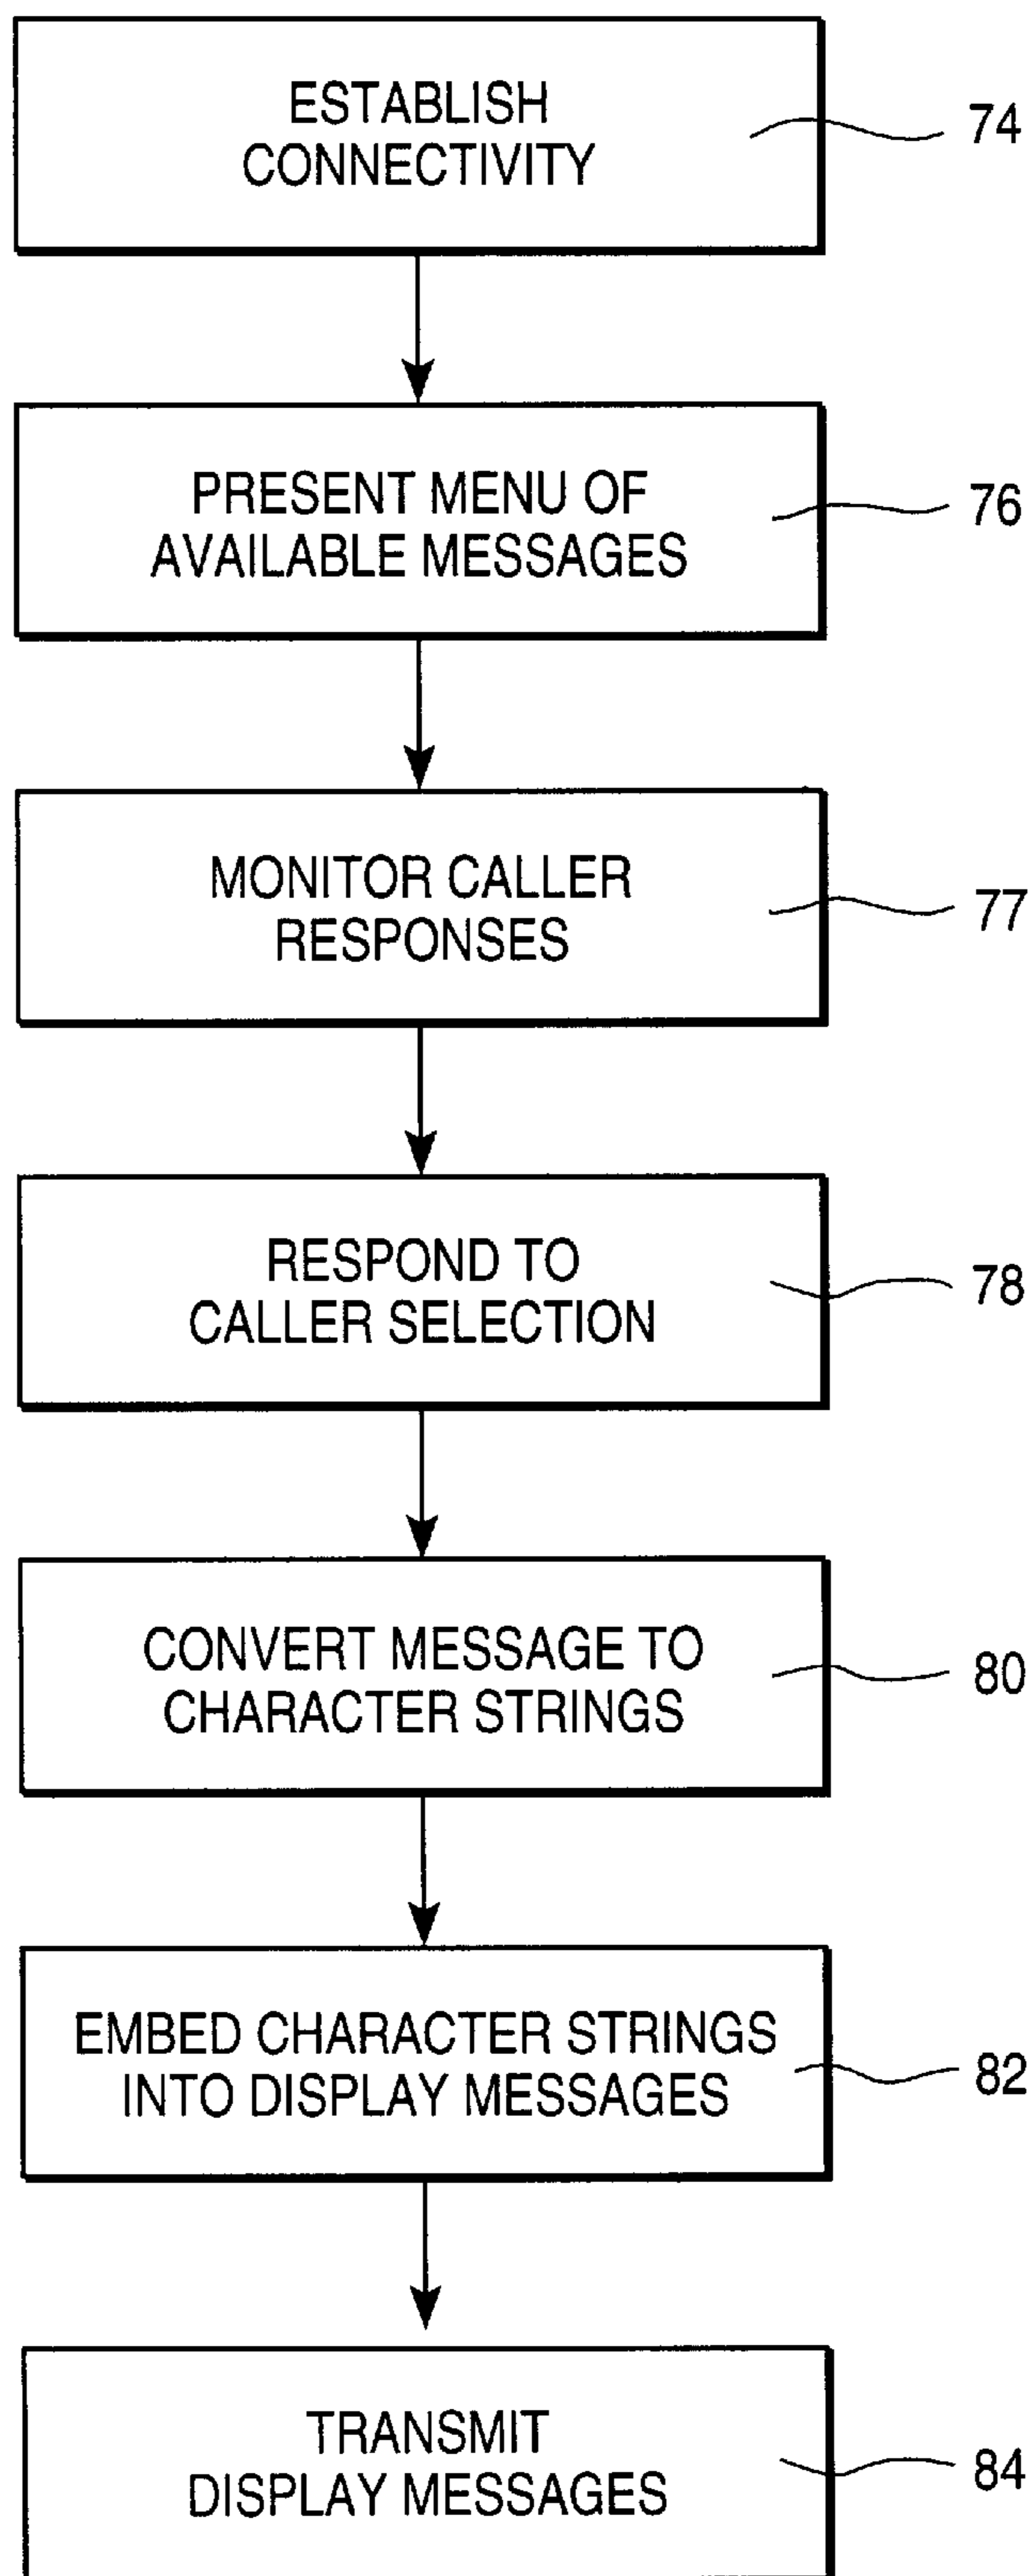 ESTABLISH
CONNECTIVITY
74
PRESENT MENU OF
AVAILABLE MESSAGES
76
MONITOR CALLER
RESPONSES
77
RESPOND TO
CALLER SELECTION
78
CONVERT MESSAGE TO
CHARACTER STRINGS
80
EMBED CHARACTER STRINGS
INTO DISPLAY MESSAGES
82
TRANSMIT
DISPLAY MESSAGES
84